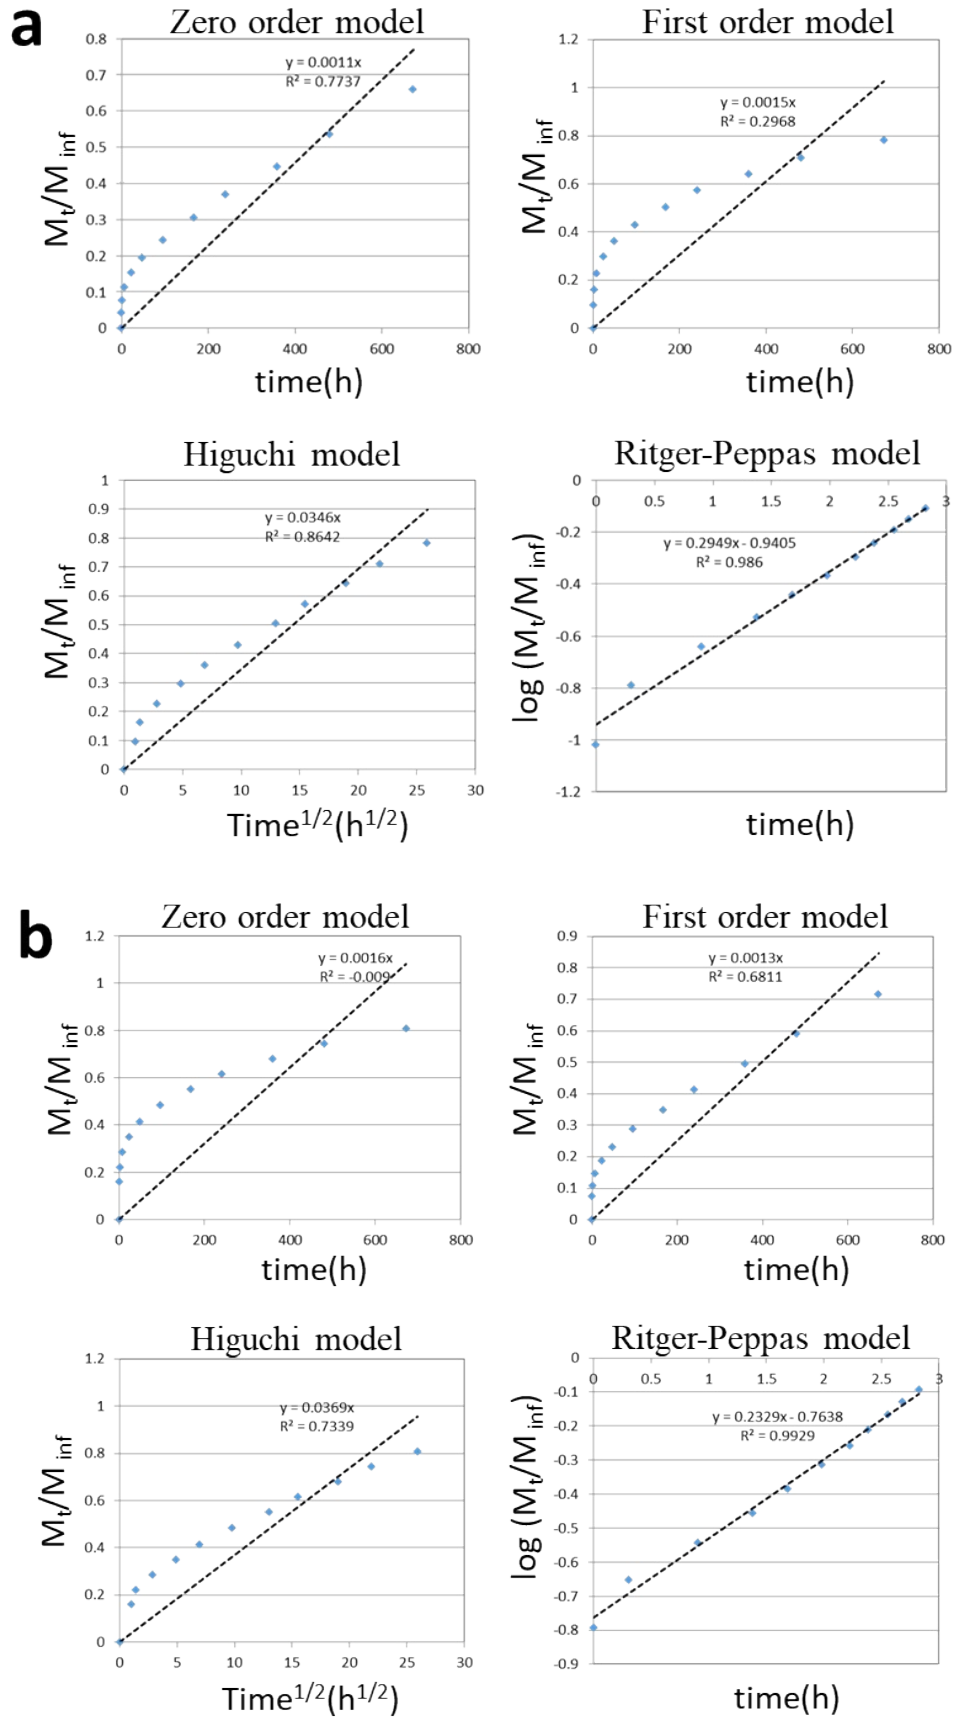 a
Zero order model
y = 0.0011x
R² = 0.7737
0.8
0.7
0.6
0.5
0.4
0.3
0.2
0.1
0
0 200 400 600 800
Mt/M inf
time(h)
First order model
y = 0.0015x
R² = 0.2968
1.2
1
0.8
0.6
0.4
0.2
0
0 200 400 600 800
Mt/M inf
time(h)
Higuchi model
y = 0.0346x
R² = 0.8642
1
0.9
0.8
0.7
0.6
0.5
0.4
0.3
0.2
0.1
0
0 5 10 15 20 25 30
Mt/M inf
Time1/2(h1/2)
Ritger-Peppas model
0 0.5 1 1.5 2 2.5 3
y = 0.2949x - 0.9405
R² = 0.986
0
-0.2
-0.4
-0.6
-0.8
-1
-1.2
log (Mt/M inf)
time(h)
b
Zero order model
y = 0.0016x
R² = -0.009
1.2
1
0.8
0.6
0.4
0.2
0
0 200 400 600 800
Mt/M inf
time(h)
First order model
y = 0.0013x
R² = 0.6811
0.9
0.8
0.7
0.6
0.5
0.4
0.3
0.2
0.1
0
0 200 400 600 800
Mt/M inf
time(h)
Higuchi model
y = 0.0369x
R² = 0.7339
1.2
1
0.8
0.6
0.4
0.2
0
0 5 10 15 20 25 30
Mt/M inf
Time1/2(h1/2)
Ritger-Peppas model
0 0.5 1 1.5 2 2.5 3
y = 0.2329x - 0.7638
R² = 0.9929
0
-0.1
-0.2
-0.3
-0.4
-0.5
-0.6
-0.7
-0.8
-0.9
log (Mt/M inf)
time(h)